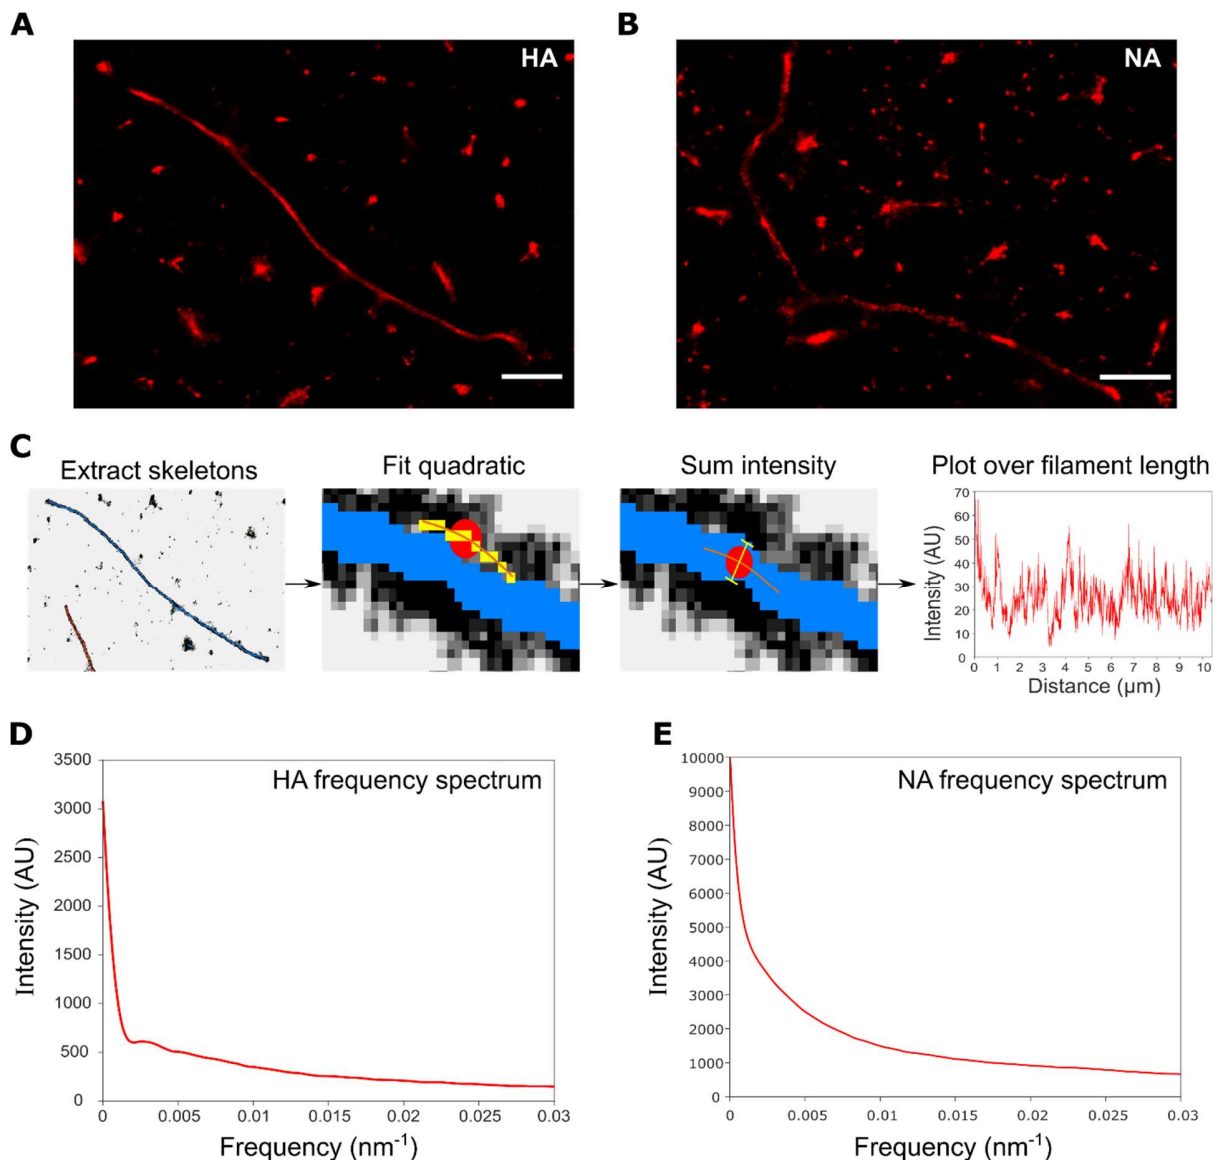 A
B
HA
NA
C
Extract skeletons
Fit quadratic
Sum intensity
Plot over filament length
Intensity (AU)
70
60
50
40
30
20
10
0
0 1 2 3 4 5 6 7 8 9 10
Distance (µm)
D
HA frequency spectrum
Intensity (AU)
3500
3000
2500
2000
1500
1000
500
0
0 0.005 0.01 0.015 0.02 0.025 0.03
Frequency (nm⁻¹)
E
NA frequency spectrum
Intensity (AU)
10000
9000
8000
7000
6000
5000
4000
3000
2000
1000
0
0 0.005 0.01 0.015 0.02 0.025 0.03
Frequency (nm⁻¹)